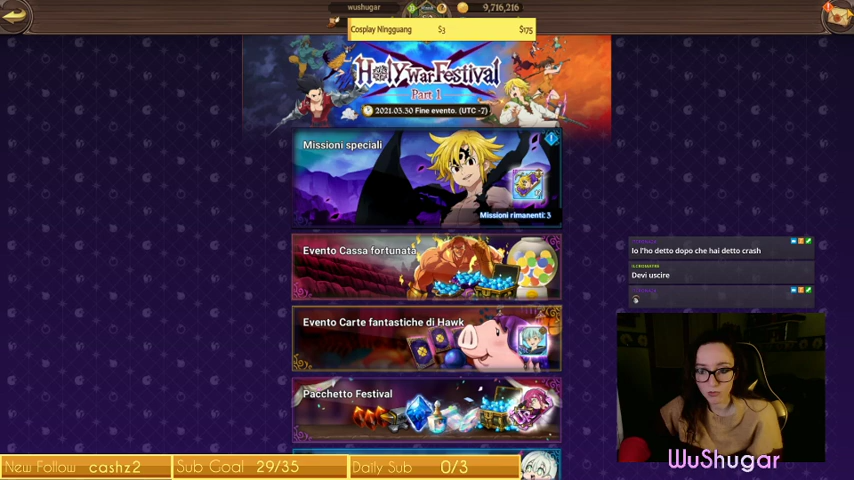 wushugar
9,716,216
Cosplay Ningguang $3 $175
Holy War Festival
Part 1
2021.03.30 Fine evento. (UTC -7)
Missioni speciali
Missioni rimanenti: 3
Evento Cassa fortunata
Evento Carte fantastiche di Hawk
Pacchetto Festival
Io l'ho detto dopo che hai detto crash
Devi uscire
WuShugar
New Follow cashz2
Sub Goal 29/35
Daily Sub 0/3